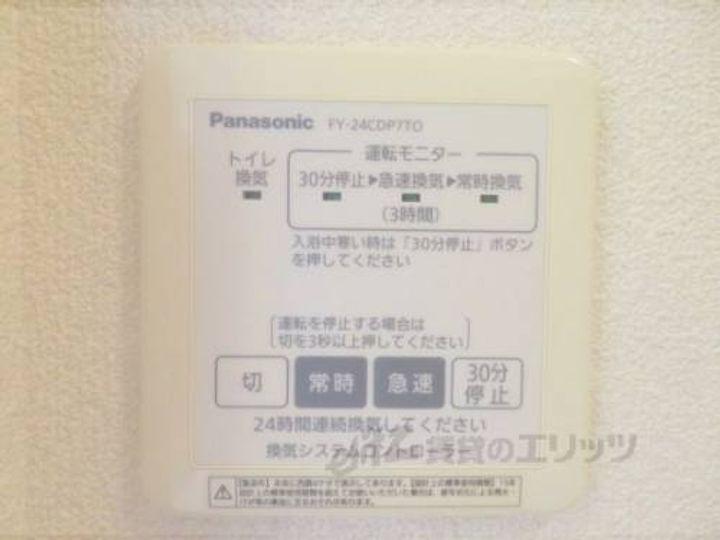 Panasonic FY-24CDP7TO
トイレ
換気
運転モニター
30分停止▶急速換気▶常時換気
(3時間)
入浴中寒い時は「30分停止」ボタン
を押してください
運転を停止する場合は
切を3秒以上押してください
切 常時 急速 30分停止
24時間連続換気してください
換気システムコントローラー
賃貸のエリッツ